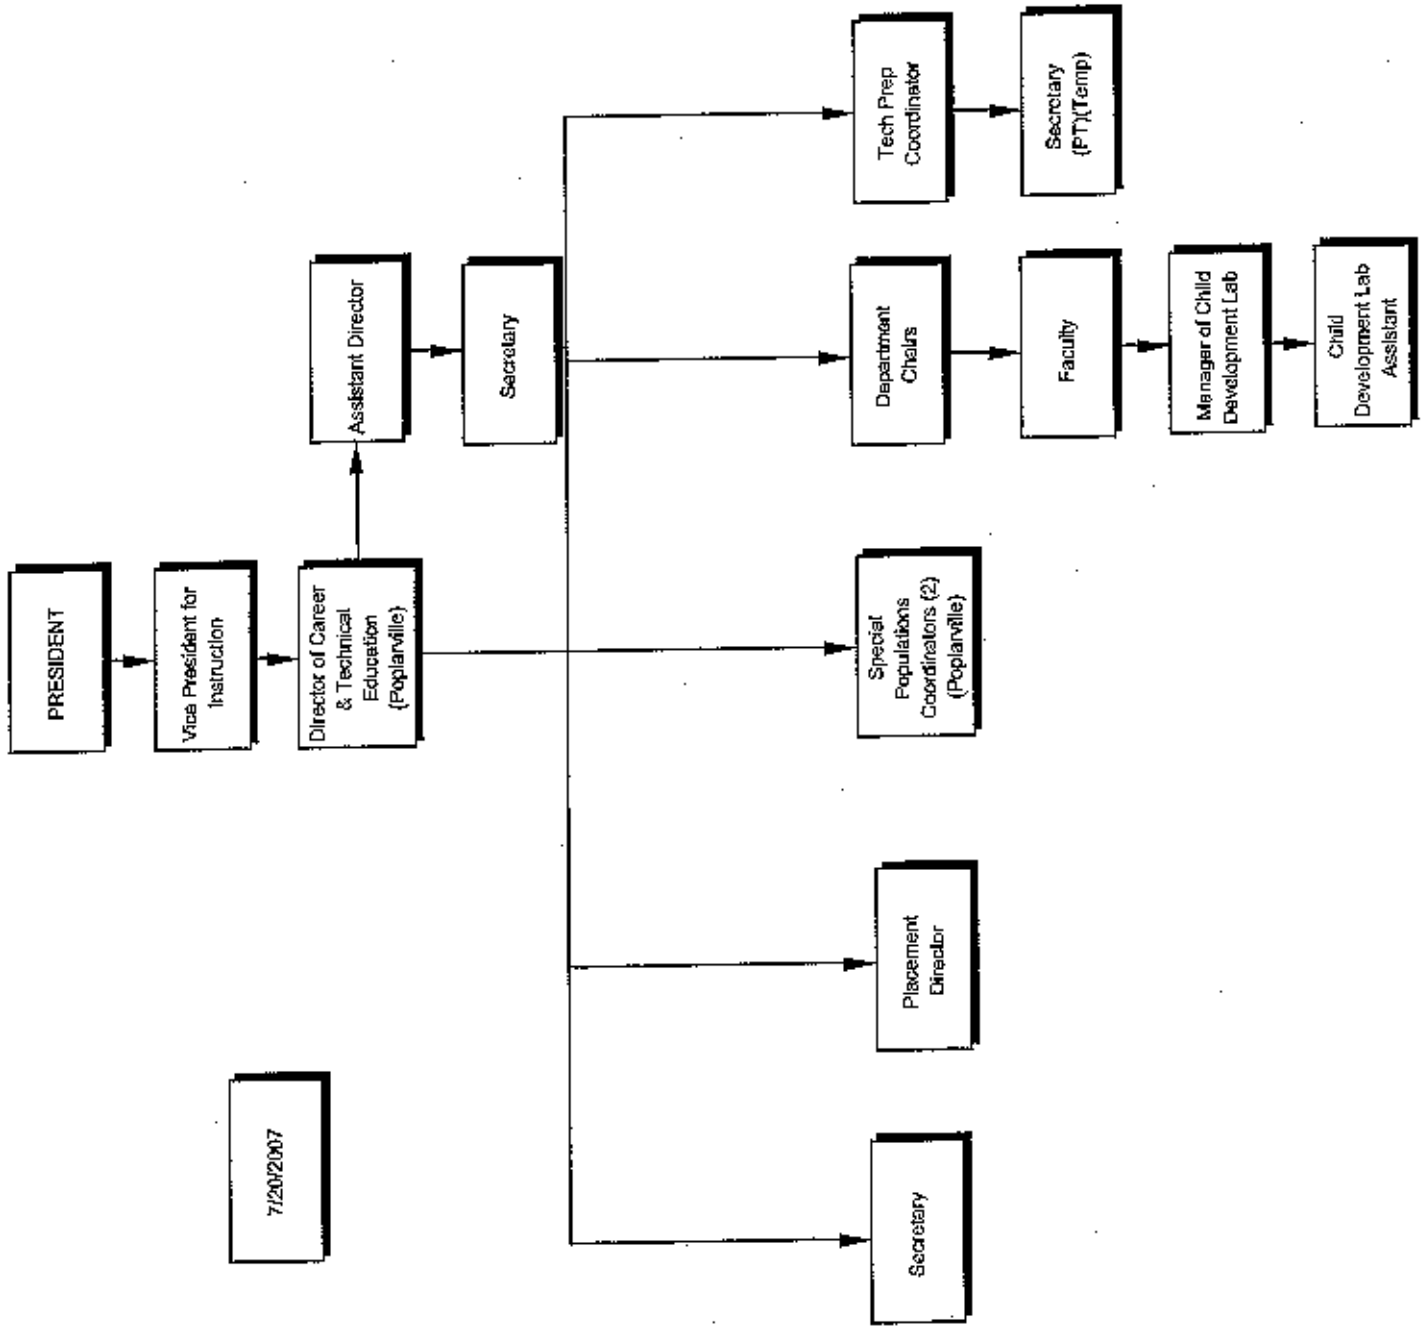 PRESIDENT
Vice President for
Instruction
Director of Career
& Technical
Education
(Poplarville)
Assistant Director
Secretary
7/20/2007
Secretary
Placement
Director
Special
Populations
Coordinators (2)
(Poplarville)
Department
Chairs
Faculty
Manager of Child
Development Lab
Child
Development Lab
Assistant
Tech Prep
Coordinator
Secretary
(PT)(Temp)